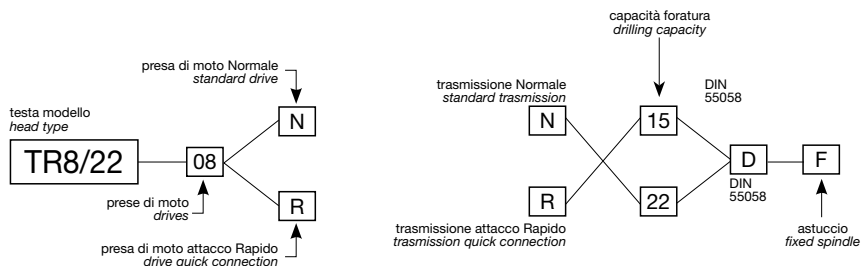 testa modello
head type
TR8/22
08
prese di moto
drives
presa di moto Normale
standard drive
N
R
presa di moto attacco Rapido
drive quick connection
trasmissione Normale
standard trasmission
N
R
trasmissione attacco Rapido
trasmission quick connection
capacità foratura
drilling capacity
15
22
DIN
55058
D
DIN
55058
F
astuccio
fixed spindle